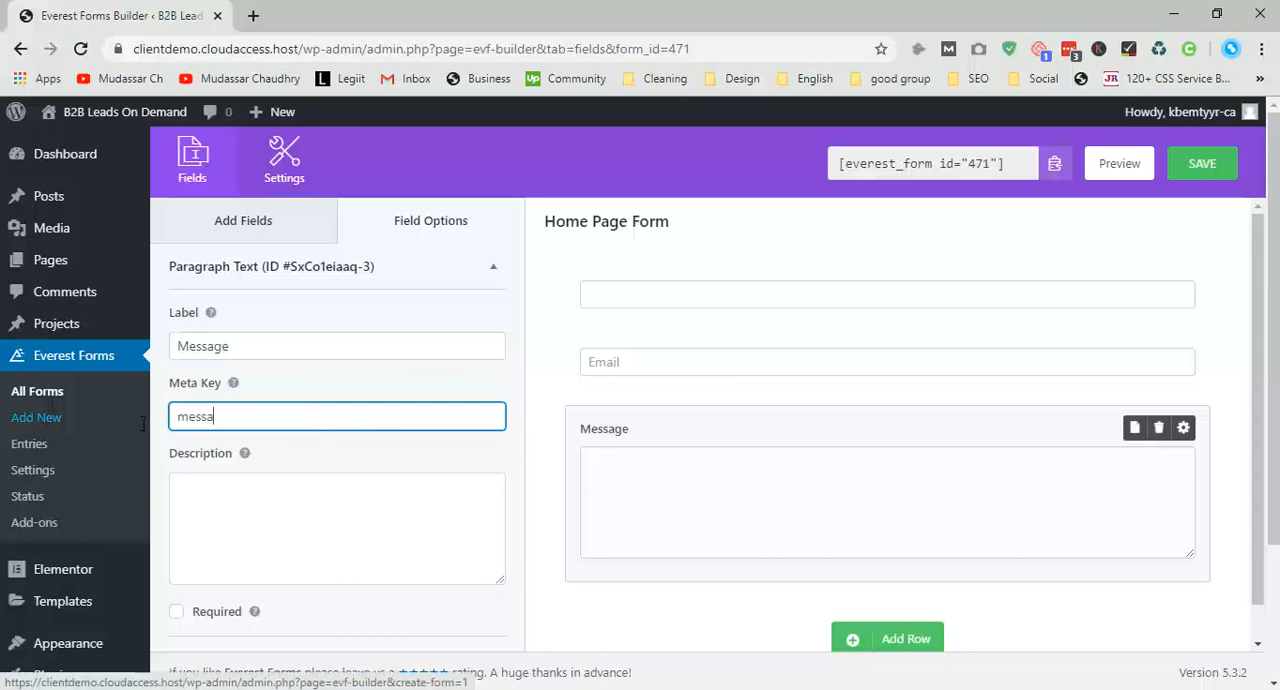 Everest Forms Builder ‹ B2B Lead
clientdemo.cloudaccess.host/wp-admin/admin.php?page=evf-builder&tab=fields&form_id=471
M
1
3
K
C
Apps
Mudassar Ch
Mudassar Chaudhry
L
Legiit
Inbox
Business
Up
Community
Cleaning
Design
English
good group
SEO
Social
JR
120+ CSS Service B...
»
B2B Leads On Demand
0
New
Howdy, kbemtyyr-ca
Dashboard
Posts
Media
Pages
Comments
Projects
Everest Forms
All Forms
Add New
Entries
Settings
Status
Add-ons
Elementor
Templates
Appearance
Fields
Settings
[everest_form id="471"]
Preview
SAVE
Add Fields
Field Options
Paragraph Text (ID #SxCo1eiaaq-3)
Label
Message
Meta Key
messa
Description
Required
Home Page Form
Email
Message
Add Row
If you like Everest Forms please leave us a ★★★★★ rating. A huge thanks in advance!
Version 5.3.2
https://clientdemo.cloudaccess.host/wp-admin/admin.php?page=evf-builder&create-form=1